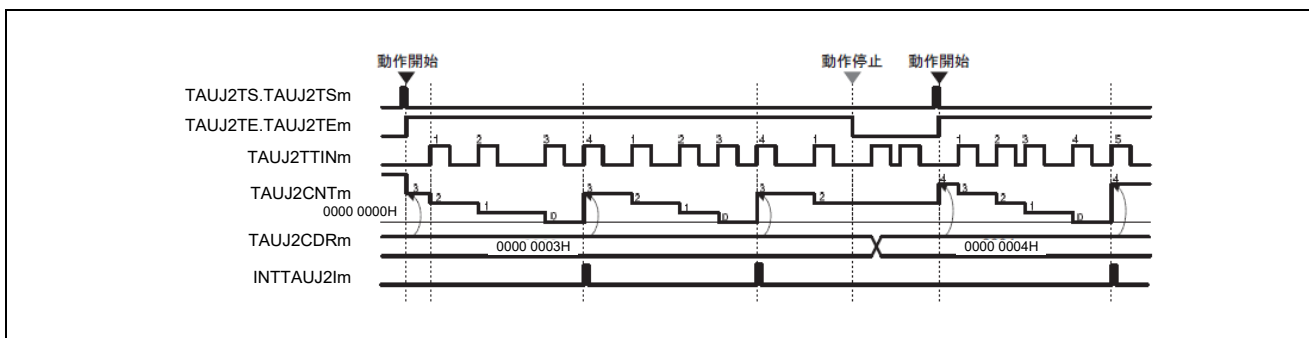 動作開始 動作停止 動作開始
TAUJ2TS.TAUJ2TSm
TAUJ2TE.TAUJ2TEm
1 2 3 4 1 2 3 4 1 1 2 3 4 5
TAUJ2TTINm
TAUJ2CNTm
3 2 1 0 3 2 1 0 3 2 4 3 2 1 0 4
0000 0000H
TAUJ2CDRm
0000 0003H 0000 0004H
INTTAUJ2Im